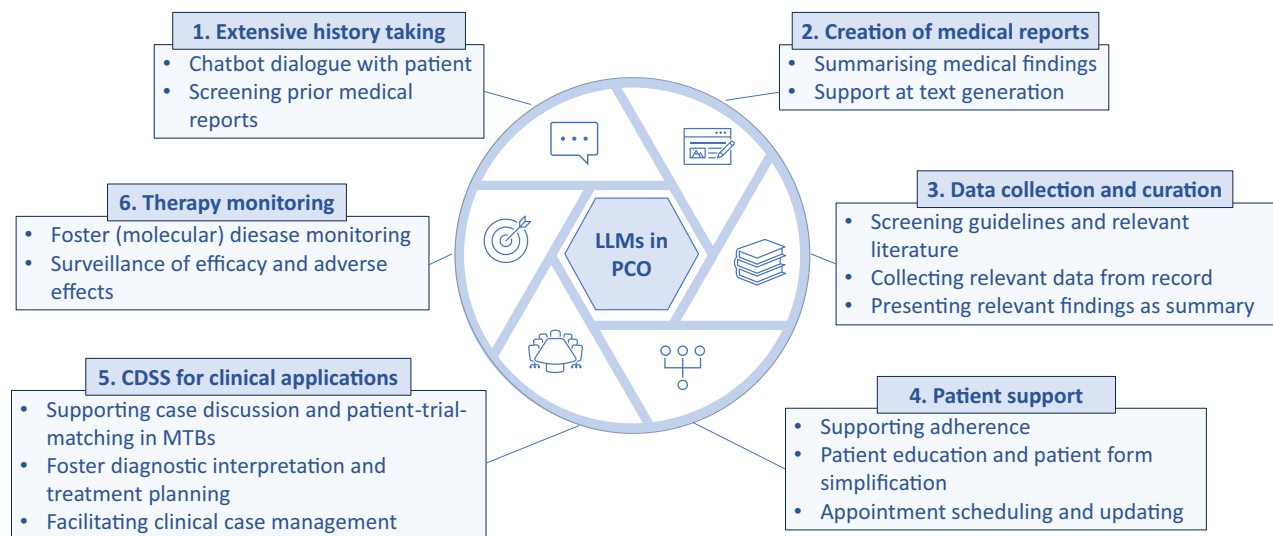 1. Extensive history taking
• Chatbot dialogue with patient
• Screening prior medical
reports
2. Creation of medical reports
• Summarising medical findings
• Support at text generation
3. Data collection and curation
• Screening guidelines and relevant
literature
• Collecting relevant data from record
• Presenting relevant findings as summary
4. Patient support
• Supporting adherence
• Patient education and patient form
simplification
• Appointment scheduling and updating
5. CDSS for clinical applications
• Supporting case discussion and patient-trial-
matching in MTBs
• Foster diagnostic interpretation and
treatment planning
• Facilitating clinical case management
6. Therapy monitoring
• Foster (molecular) diesase monitoring
• Surveillance of efficacy and adverse
effects
LLMs in
PCO